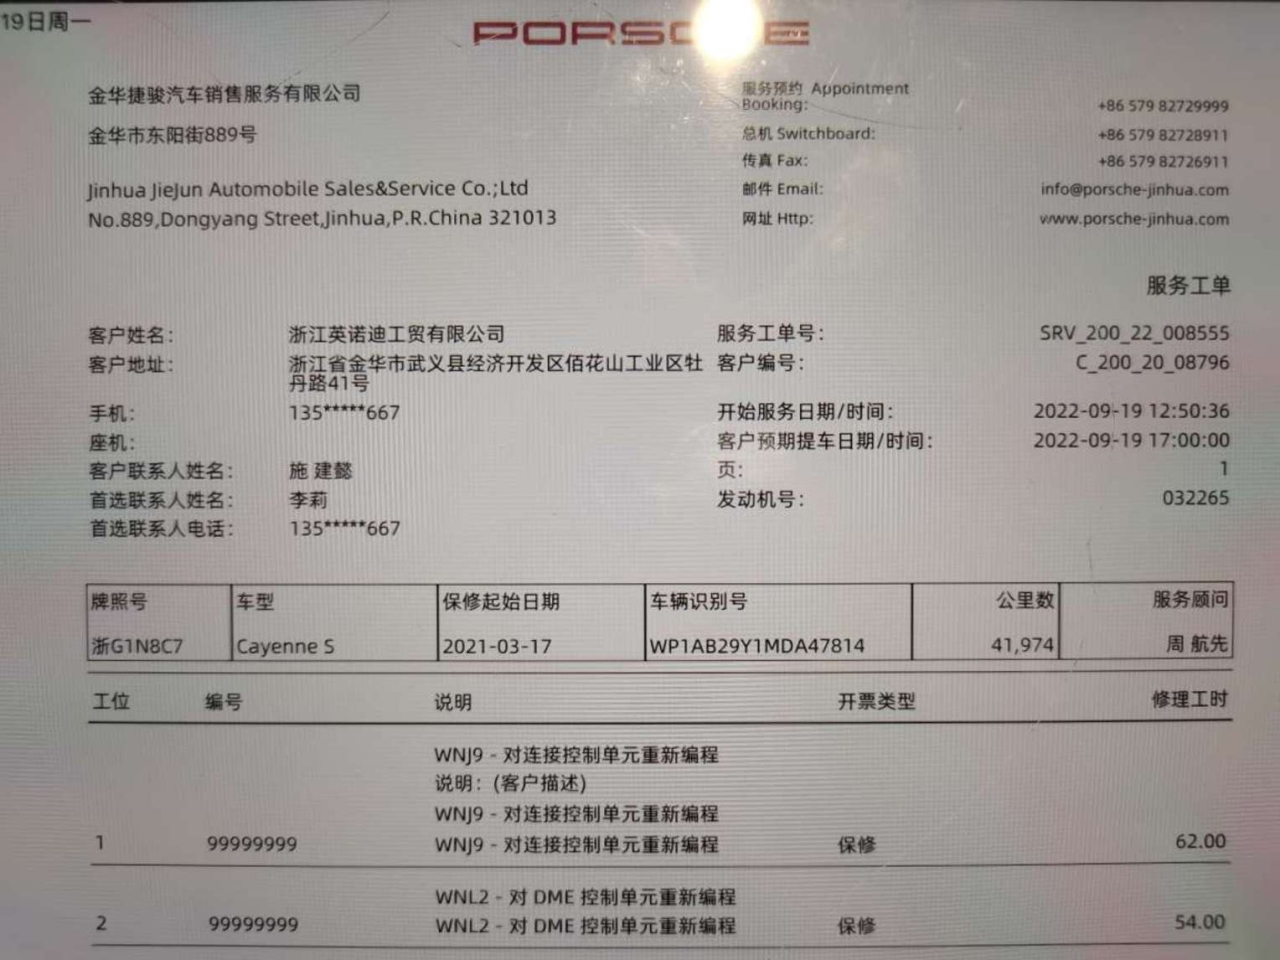 19日周一
PORSCHE
金华捷骏汽车销售服务有限公司
金华市东阳街889号
Jinhua JieJun Automobile Sales&Service Co.;Ltd
No.889,Dongyang Street,Jinhua,P.R.China 321013
服务预约 Appointment
Booking: +86 579 82729999
总机 Switchboard: +86 579 82728911
传真 Fax: +86 579 82726911
邮件 Email: info@porsche-jinhua.com
网址 Http: www.porsche-jinhua.com
服务工单
客户姓名： 浙江英诺迪工贸有限公司 服务工单号： SRV_200_22_008555
客户地址： 浙江省金华市武义县经济开发区佰花山工业区牡 客户编号： C_200_20_08796
丹路41号
手机： 135*****667 开始服务日期/时间： 2022-09-19 12:50:36
座机： 客户预期提车日期/时间： 2022-09-19 17:00:00
客户联系人姓名： 施 建懿 页： 1
首选联系人姓名： 李莉 发动机号： 032265
首选联系人电话： 135*****667
牌照号 车型 保修起始日期 车辆识别号 公里数 服务顾问
浙G1N8C7 Cayenne S 2021-03-17 WP1AB29Y1MDA47814 41,974 周 航先
工位 编号 说明 开票类型 修理工时
WNJ9 - 对连接控制单元重新编程
说明：(客户描述)
WNJ9 - 对连接控制单元重新编程
1 99999999 WNJ9 - 对连接控制单元重新编程 保修 62.00
WNL2 - 对 DME 控制单元重新编程
2 99999999 WNL2 - 对 DME 控制单元重新编程 保修 54.00